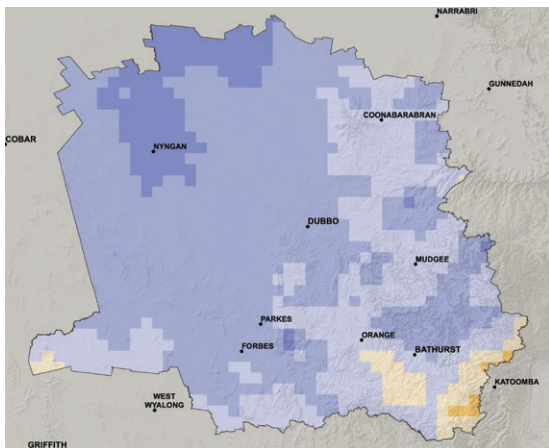 NARRABRI
GUNNEDAH
COONABARABRAN
COBAR
NYNGAN
DUBBO
MUDGEE
PARKES
ORANGE
FORBES
BATHURST
KATOOMBA
WEST
WYALONG
GRIFFITH